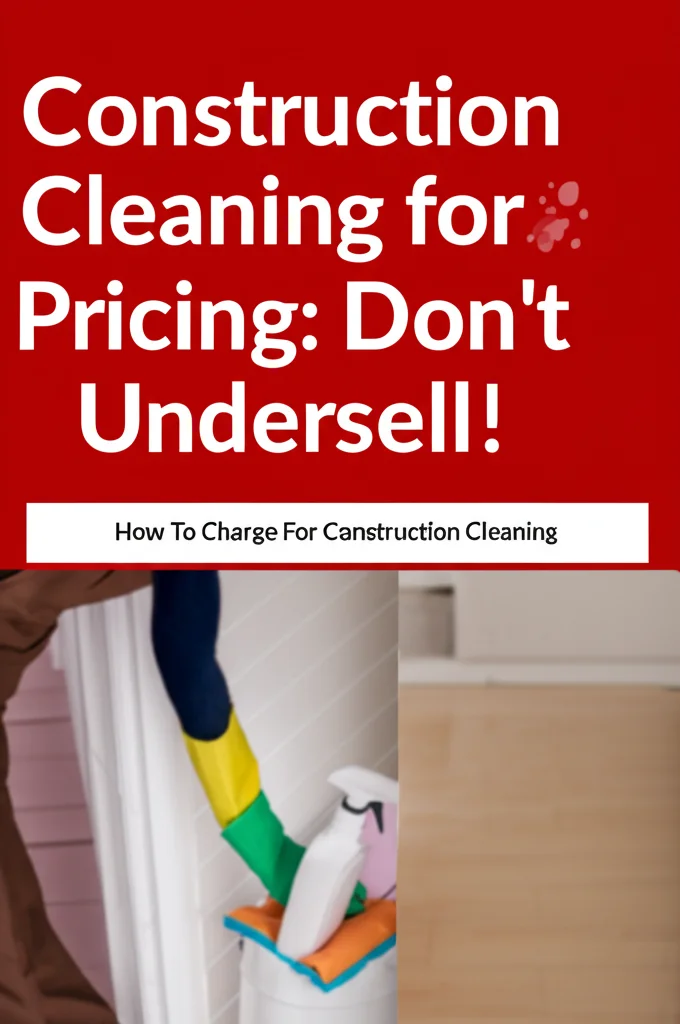 Construction
Cleaning for
Pricing: Don't
Undersell!
How To Charge For Canstruction Cleaning